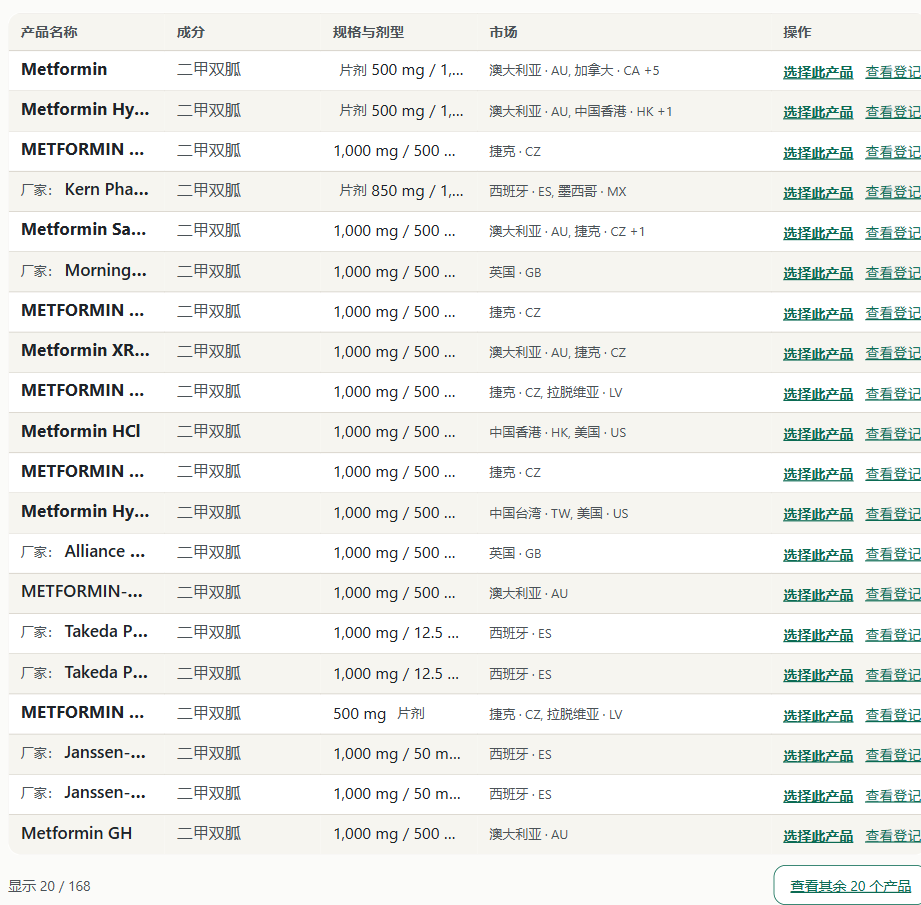 产品名称 成分 规格与剂型 市场 操作
Metformin 二甲双胍 片剂 500 mg / 1,... 澳大利亚 · AU, 加拿大 · CA +5 选择此产品 查看登记
Metformin Hy... 二甲双胍 片剂 500 mg / 1,... 澳大利亚 · AU, 中国香港 · HK +1 选择此产品 查看登记
METFORMIN ... 二甲双胍 1,000 mg / 500 ... 捷克 · CZ 选择此产品 查看登记
厂家: Kern Pha... 二甲双胍 片剂 850 mg / 1,... 西班牙 · ES, 墨西哥 · MX 选择此产品 查看登记
Metformin Sa... 二甲双胍 1,000 mg / 500 ... 澳大利亚 · AU, 捷克 · CZ +1 选择此产品 查看登记
厂家: Morning... 二甲双胍 1,000 mg / 500 ... 英国 · GB 选择此产品 查看登记
METFORMIN ... 二甲双胍 1,000 mg / 500 ... 捷克 · CZ 选择此产品 查看登记
Metformin XR... 二甲双胍 1,000 mg / 500 ... 澳大利亚 · AU, 捷克 · CZ 选择此产品 查看登记
METFORMIN ... 二甲双胍 1,000 mg / 500 ... 捷克 · CZ, 拉脱维亚 · LV 选择此产品 查看登记
Metformin HCl 二甲双胍 1,000 mg / 500 ... 中国香港 · HK, 美国 · US 选择此产品 查看登记
METFORMIN ... 二甲双胍 1,000 mg / 500 ... 捷克 · CZ 选择此产品 查看登记
Metformin Hy... 二甲双胍 1,000 mg / 500 ... 中国台湾 · TW, 美国 · US 选择此产品 查看登记
厂家: Alliance ... 二甲双胍 1,000 mg / 500 ... 英国 · GB 选择此产品 查看登记
METFORMIN-... 二甲双胍 1,000 mg / 500 ... 澳大利亚 · AU 选择此产品 查看登记
厂家: Takeda P... 二甲双胍 1,000 mg / 12.5 ... 西班牙 · ES 选择此产品 查看登记
厂家: Takeda P... 二甲双胍 1,000 mg / 12.5 ... 西班牙 · ES 选择此产品 查看登记
METFORMIN ... 二甲双胍 500 mg 片剂 捷克 · CZ, 拉脱维亚 · LV 选择此产品 查看登记
厂家: Janssen-... 二甲双胍 1,000 mg / 50 m... 西班牙 · ES 选择此产品 查看登记
厂家: Janssen-... 二甲双胍 1,000 mg / 50 m... 西班牙 · ES 选择此产品 查看登记
Metformin GH 二甲双胍 1,000 mg / 500 ... 澳大利亚 · AU 选择此产品 查看登记
显示 20 / 168 查看其余 20 个产品